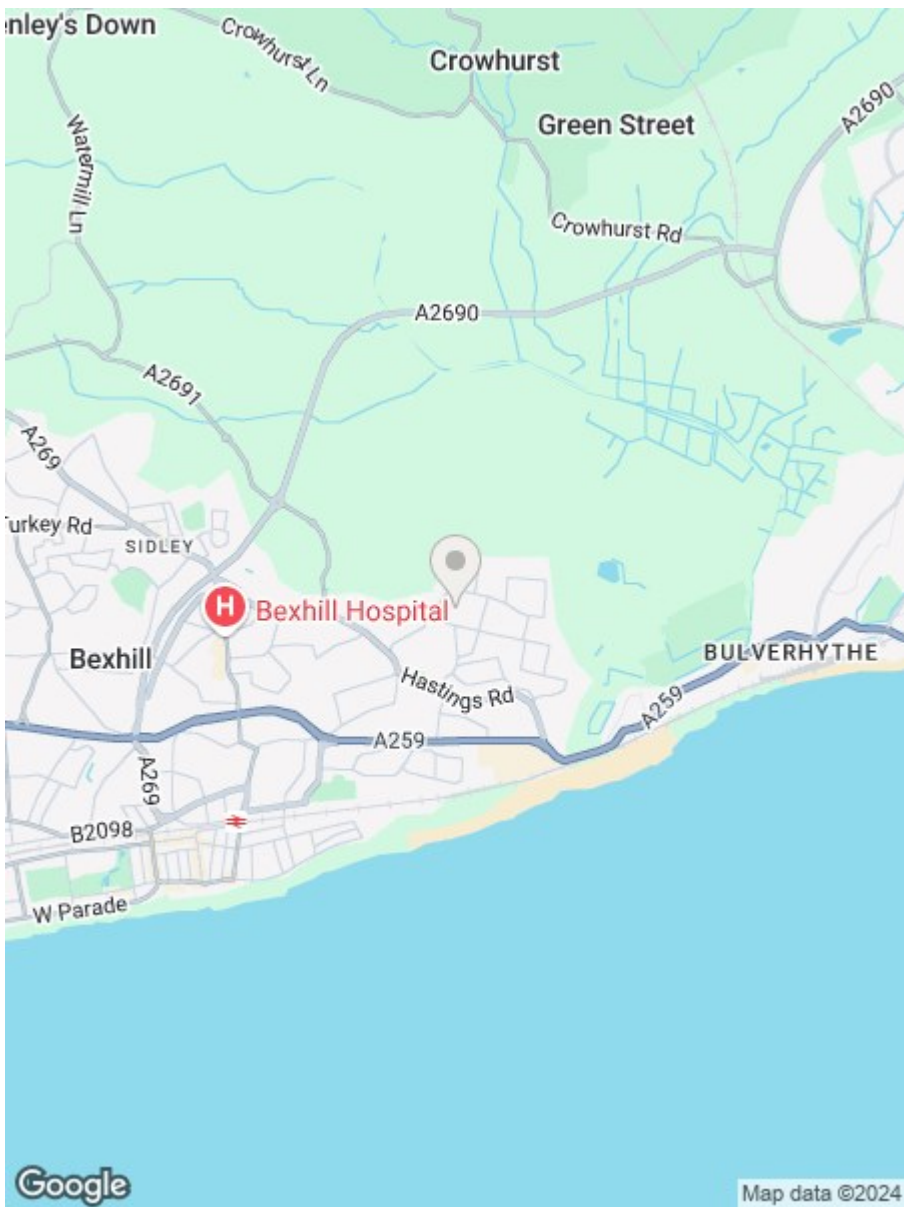 enley's Down
Crowhurst Ln
Crowhurst
Green Street
A2690
Watermill Ln
Crowhurst Rd
A2690
A2691
A269
Turkey Rd
SIDLEY
H
Bexhill Hospital
Bexhill
BULVERHYTHE
Hastings Rd
A259
A259
A269
B2098
W Parade
Google
Map data ©2024